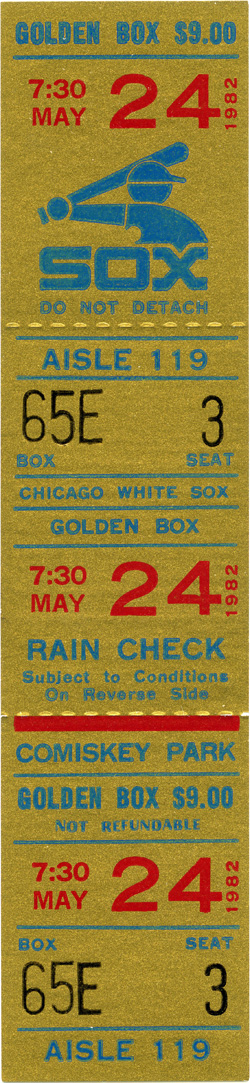 GOLDEN BOX $9.00
7:30 MAY 24 1982
SOX
DO NOT DETACH
AISLE 119
65E 3
BOX SEAT
CHICAGO WHITE SOX
GOLDEN BOX
7:30 MAY 24 1982
RAIN CHECK
Subject to Conditions
On Reverse Side
COMISKEY PARK
GOLDEN BOX $9.00
NOT REFUNDABLE
7:30 MAY 24 1982
BOX SEAT
65E 3
AISLE 119